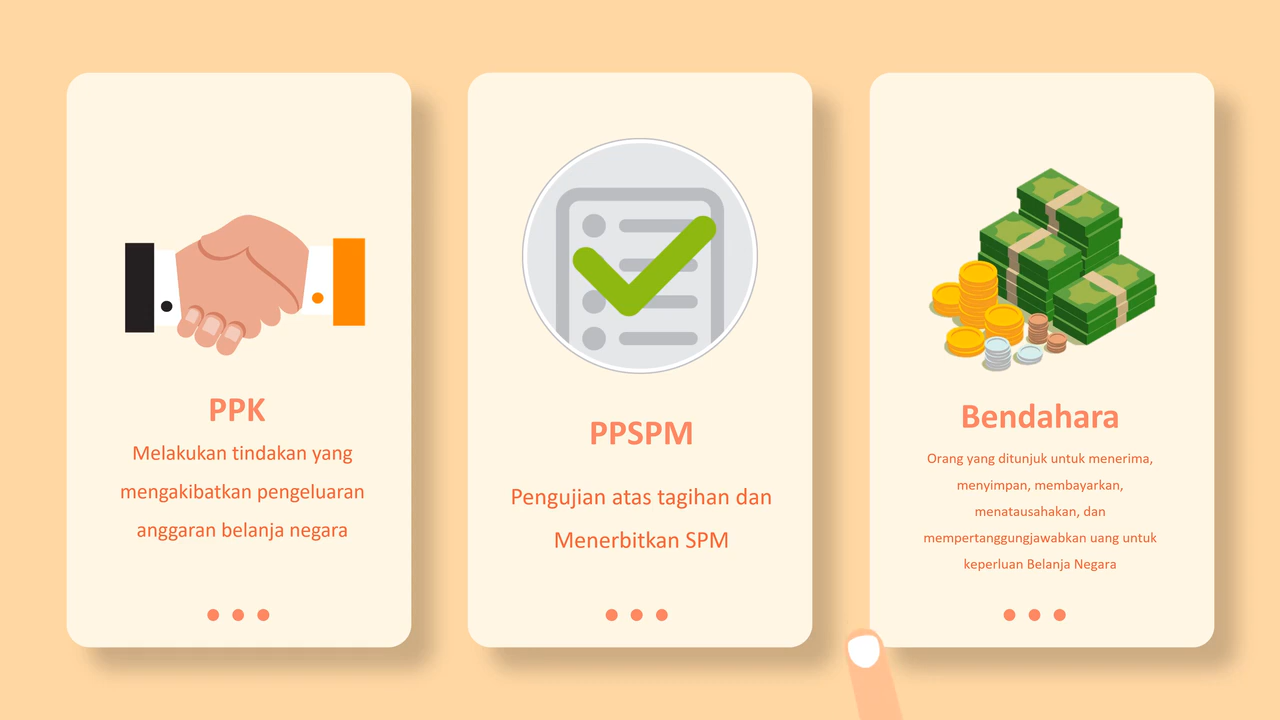 PPK
Melakukan tindakan yang
mengakibatkan pengeluaran
anggaran belanja negara
PPSPM
Pengujian atas tagihan dan
Menerbitkan SPM
Bendahara
Orang yang ditunjuk untuk menerima,
menyimpan, membayarkan,
menatausahakan, dan
mempertanggungjawabkan uang untuk
keperluan Belanja Negara